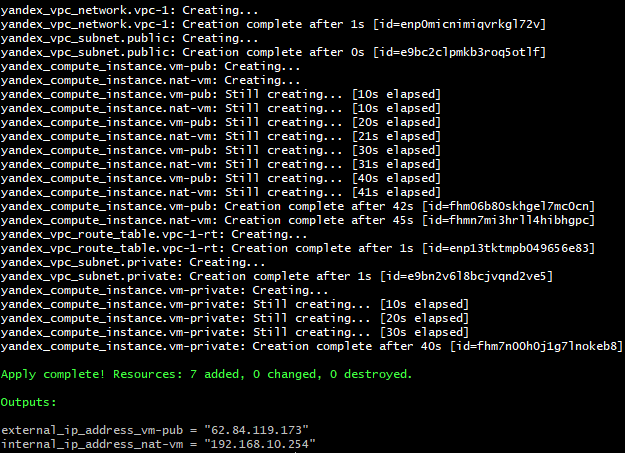 yandex_vpc_network.vpc-1: Creating...
yandex_vpc_network.vpc-1: Creation complete after 1s [id=enp0micnimiqvrkgl72v]
yandex_vpc_subnet.public: Creating...
yandex_vpc_subnet.public: Creation complete after 0s [id=e9bc2clpmkb3roq5otlf]
yandex_compute_instance.vm-pub: Creating...
yandex_compute_instance.nat-vm: Creating...
yandex_compute_instance.vm-pub: Still creating... [10s elapsed]
yandex_compute_instance.nat-vm: Still creating... [10s elapsed]
yandex_compute_instance.vm-pub: Still creating... [20s elapsed]
yandex_compute_instance.nat-vm: Still creating... [21s elapsed]
yandex_compute_instance.vm-pub: Still creating... [30s elapsed]
yandex_compute_instance.nat-vm: Still creating... [31s elapsed]
yandex_compute_instance.vm-pub: Still creating... [40s elapsed]
yandex_compute_instance.nat-vm: Still creating... [41s elapsed]
yandex_compute_instance.vm-pub: Creation complete after 42s [id=fhm06b80skhgel7mc0cn]
yandex_compute_instance.nat-vm: Creation complete after 45s [id=fhmn7mi3hrll4hibhgpc]
yandex_vpc_route_table.vpc-1-rt: Creating...
yandex_vpc_route_table.vpc-1-rt: Creation complete after 1s [id=enp13tktmpb049656e83]
yandex_vpc_subnet.private: Creating...
yandex_vpc_subnet.private: Creation complete after 1s [id=e9bn2v6l8bcjvqnd2ve5]
yandex_compute_instance.vm-private: Creating...
yandex_compute_instance.vm-private: Still creating... [10s elapsed]
yandex_compute_instance.vm-private: Still creating... [20s elapsed]
yandex_compute_instance.vm-private: Still creating... [30s elapsed]
yandex_compute_instance.vm-private: Creation complete after 40s [id=fhm7n00h0j1g7lnokeb8]
Apply complete! Resources: 7 added, 0 changed, 0 destroyed.
Outputs:
external_ip_address_vm-pub = "62.84.119.173"
internal_ip_address_nat-vm = "192.168.10.254"